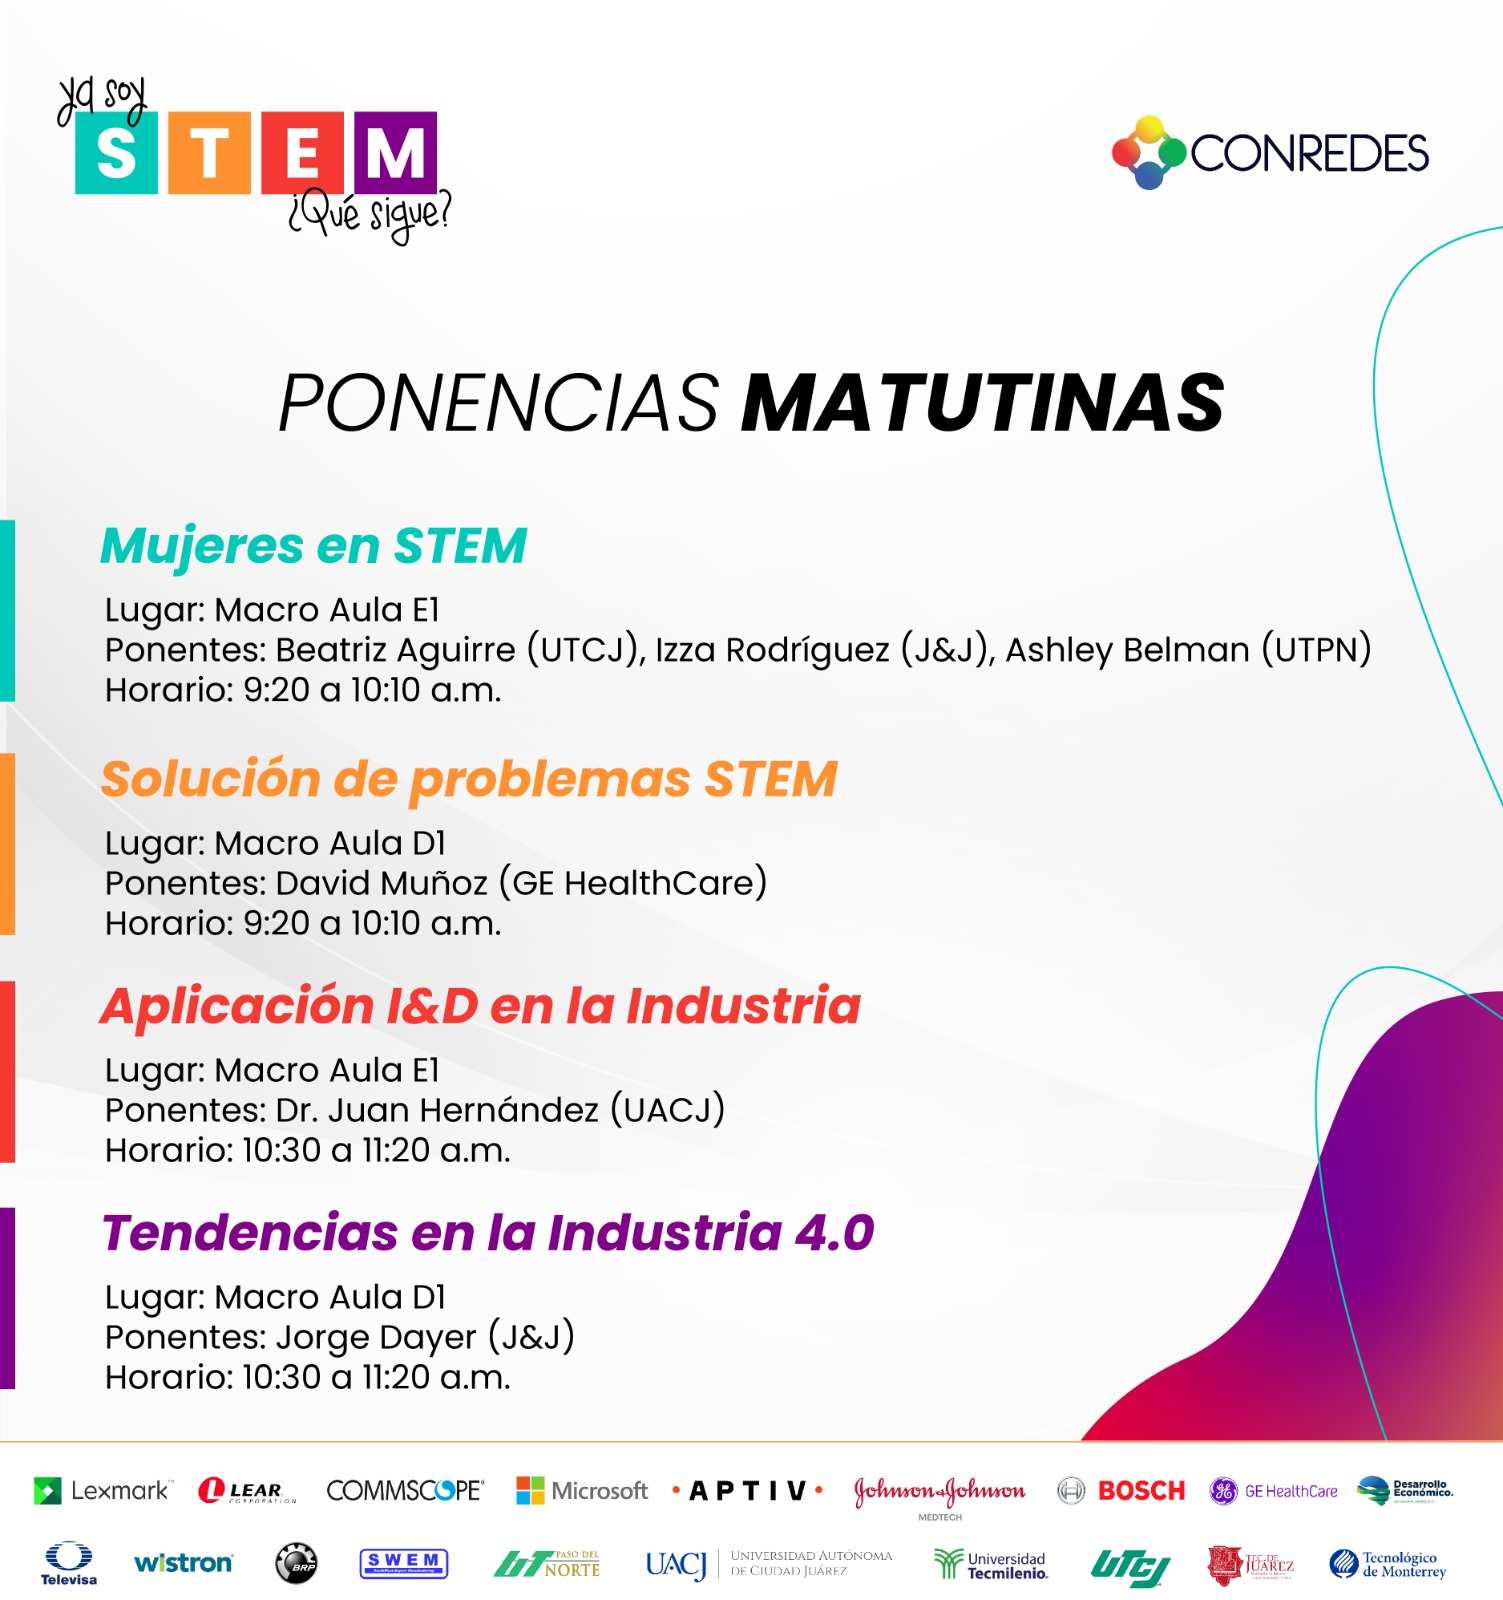 ya soy
STEM
¿Qué sigue?
CONREDES
PONENCIAS MATUTINAS
Mujeres en STEM
Lugar: Macro Aula E1
Ponentes: Beatriz Aguirre (UTCJ), Izza Rodríguez (J&J), Ashley Belman (UTPN)
Horario: 9:20 a 10:10 a.m.
Solución de problemas STEM
Lugar: Macro Aula D1
Ponentes: David Muñoz (GE HealthCare)
Horario: 9:20 a 10:10 a.m.
Aplicación I&D en la Industria
Lugar: Macro Aula E1
Ponentes: Dr. Juan Hernández (UACJ)
Horario: 10:30 a 11:20 a.m.
Tendencias en la Industria 4.0
Lugar: Macro Aula D1
Ponentes: Jorge Dayer (J&J)
Horario: 10:30 a 11:20 a.m.
Lexmark™
LEAR
CORPORATION
COMMSCOPE®
Microsoft
• APTIV •
Johnson & Johnson
MEDTECH
BOSCH
GE HealthCare
Desarrollo
Económico.
Televisa
wistron
BRP
SWEM
UT PASO DEL
NORTE
UACJ
UNIVERSIDAD AUTÓNOMA
DE CIUDAD JUÁREZ
Universidad
Tecmilenio.
UTCJ
TEC DE
JUÁREZ
Tecnológico
de Monterrey